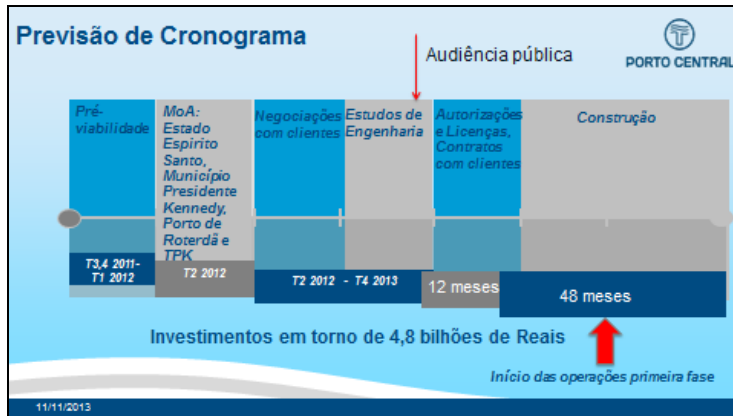 Previsão de Cronograma
Audiência pública
PORTO CENTRAL
Pré-
viabilidade
MoA:
Estado
Espirito
Santo,
Município
Presidente
Kennedy,
Porto de
Roterdã e
TPK
Negociações
com clientes
Estudos de
Engenharia
Autorizações
e Licenças,
Contratos
com clientes
Construção
T3,4 2011-
T1 2012
T2 2012
T2 2012 - T4 2013
12 meses
48 meses
Investimentos em torno de 4,8 bilhões de Reais
Início das operações primeira fase
11/11/2013